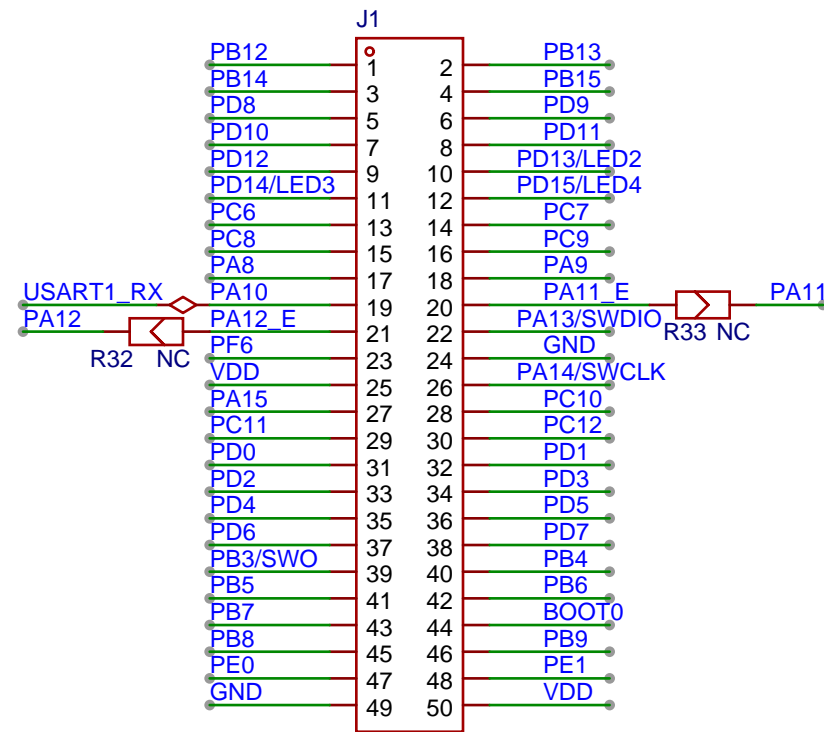 J1
PB12 1 2 PB13
PB14 3 4 PB15
PD8 5 6 PD9
PD10 7 8 PD11
PD12 9 10 PD13/LED2
PD14/LED3 11 12 PD15/LED4
PC6 13 14 PC7
PC8 15 16 PC9
PA8 17 18 PA9
USART1_RX PA10 19 20 PA11_E PA11
PA12 PA12_E 21 22 PA13/SWDIO R33 NC
R32 NC PF6 23 24 GND
VDD 25 26 PA14/SWCLK
PA15 27 28 PC10
PC11 29 30 PC12
PD0 31 32 PD1
PD2 33 34 PD3
PD4 35 36 PD5
PD6 37 38 PD7
PB3/SWO 39 40 PB4
PB5 41 42 PB6
PB7 43 44 BOOT0
PB8 45 46 PB9
PE0 47 48 PE1
GND 49 50 VDD